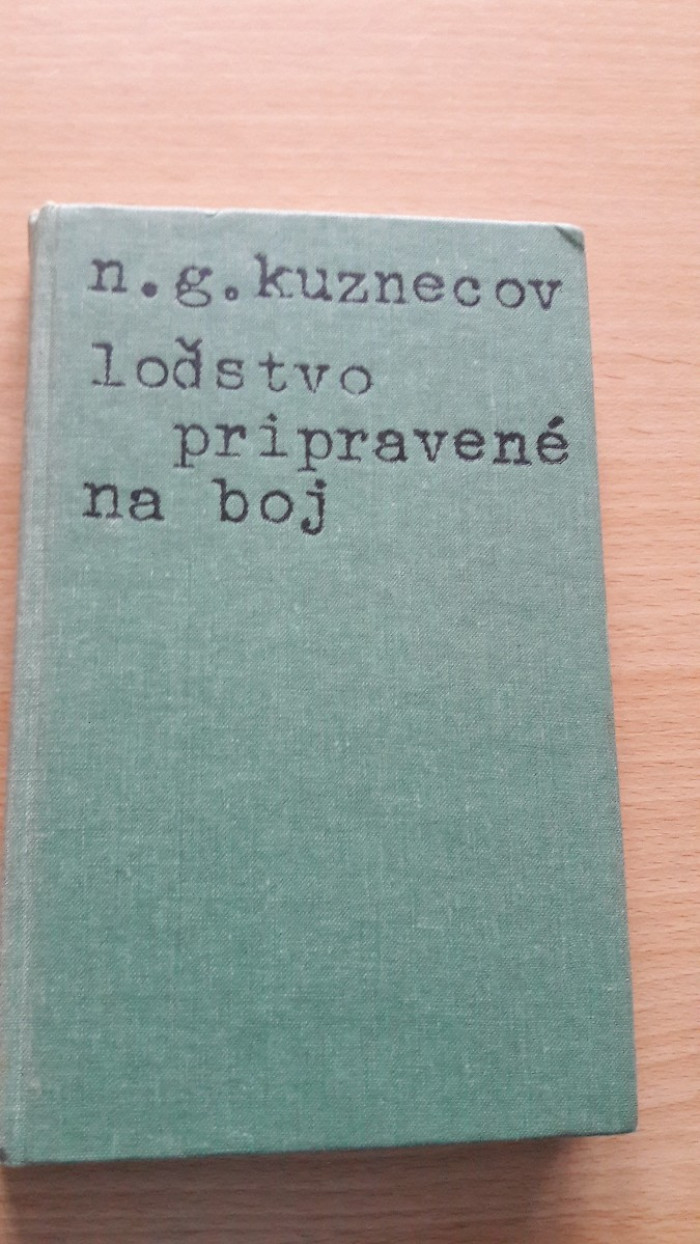 n.g.kuznecov
loďstvo
pripravené
na boj